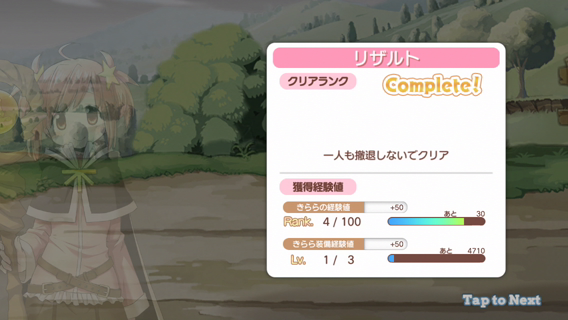 リザルト
クリアランク
Complete!
一人も撤退しないでクリア
獲得経験値
きららの経験値 +50
あと 30
Rank. 4 / 100
きらら装備経験値 +50
あと 4710
Lv. 1 / 3
Tap to Next